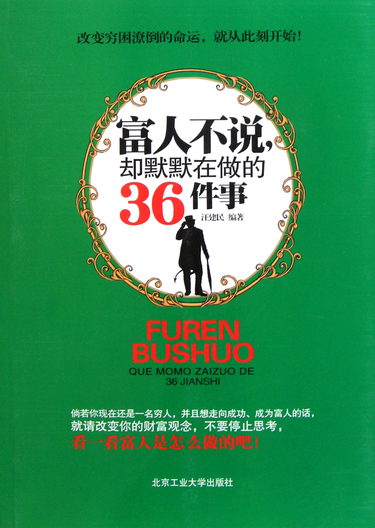 改变穷困潦倒的命运，就从此刻开始！
富人不说，
却默默在做的
36件事
汪建民 编著
FUREN
BUSHUO
QUE MOMO ZAIZUO DE
36 JIANSHI
倘若你现在还是一名穷人，并且想走向成功、成为富人的话，
就请改变你的财富观念，不要停止思考，
看一看富人是怎么做的吧！
北京工业大学出版社